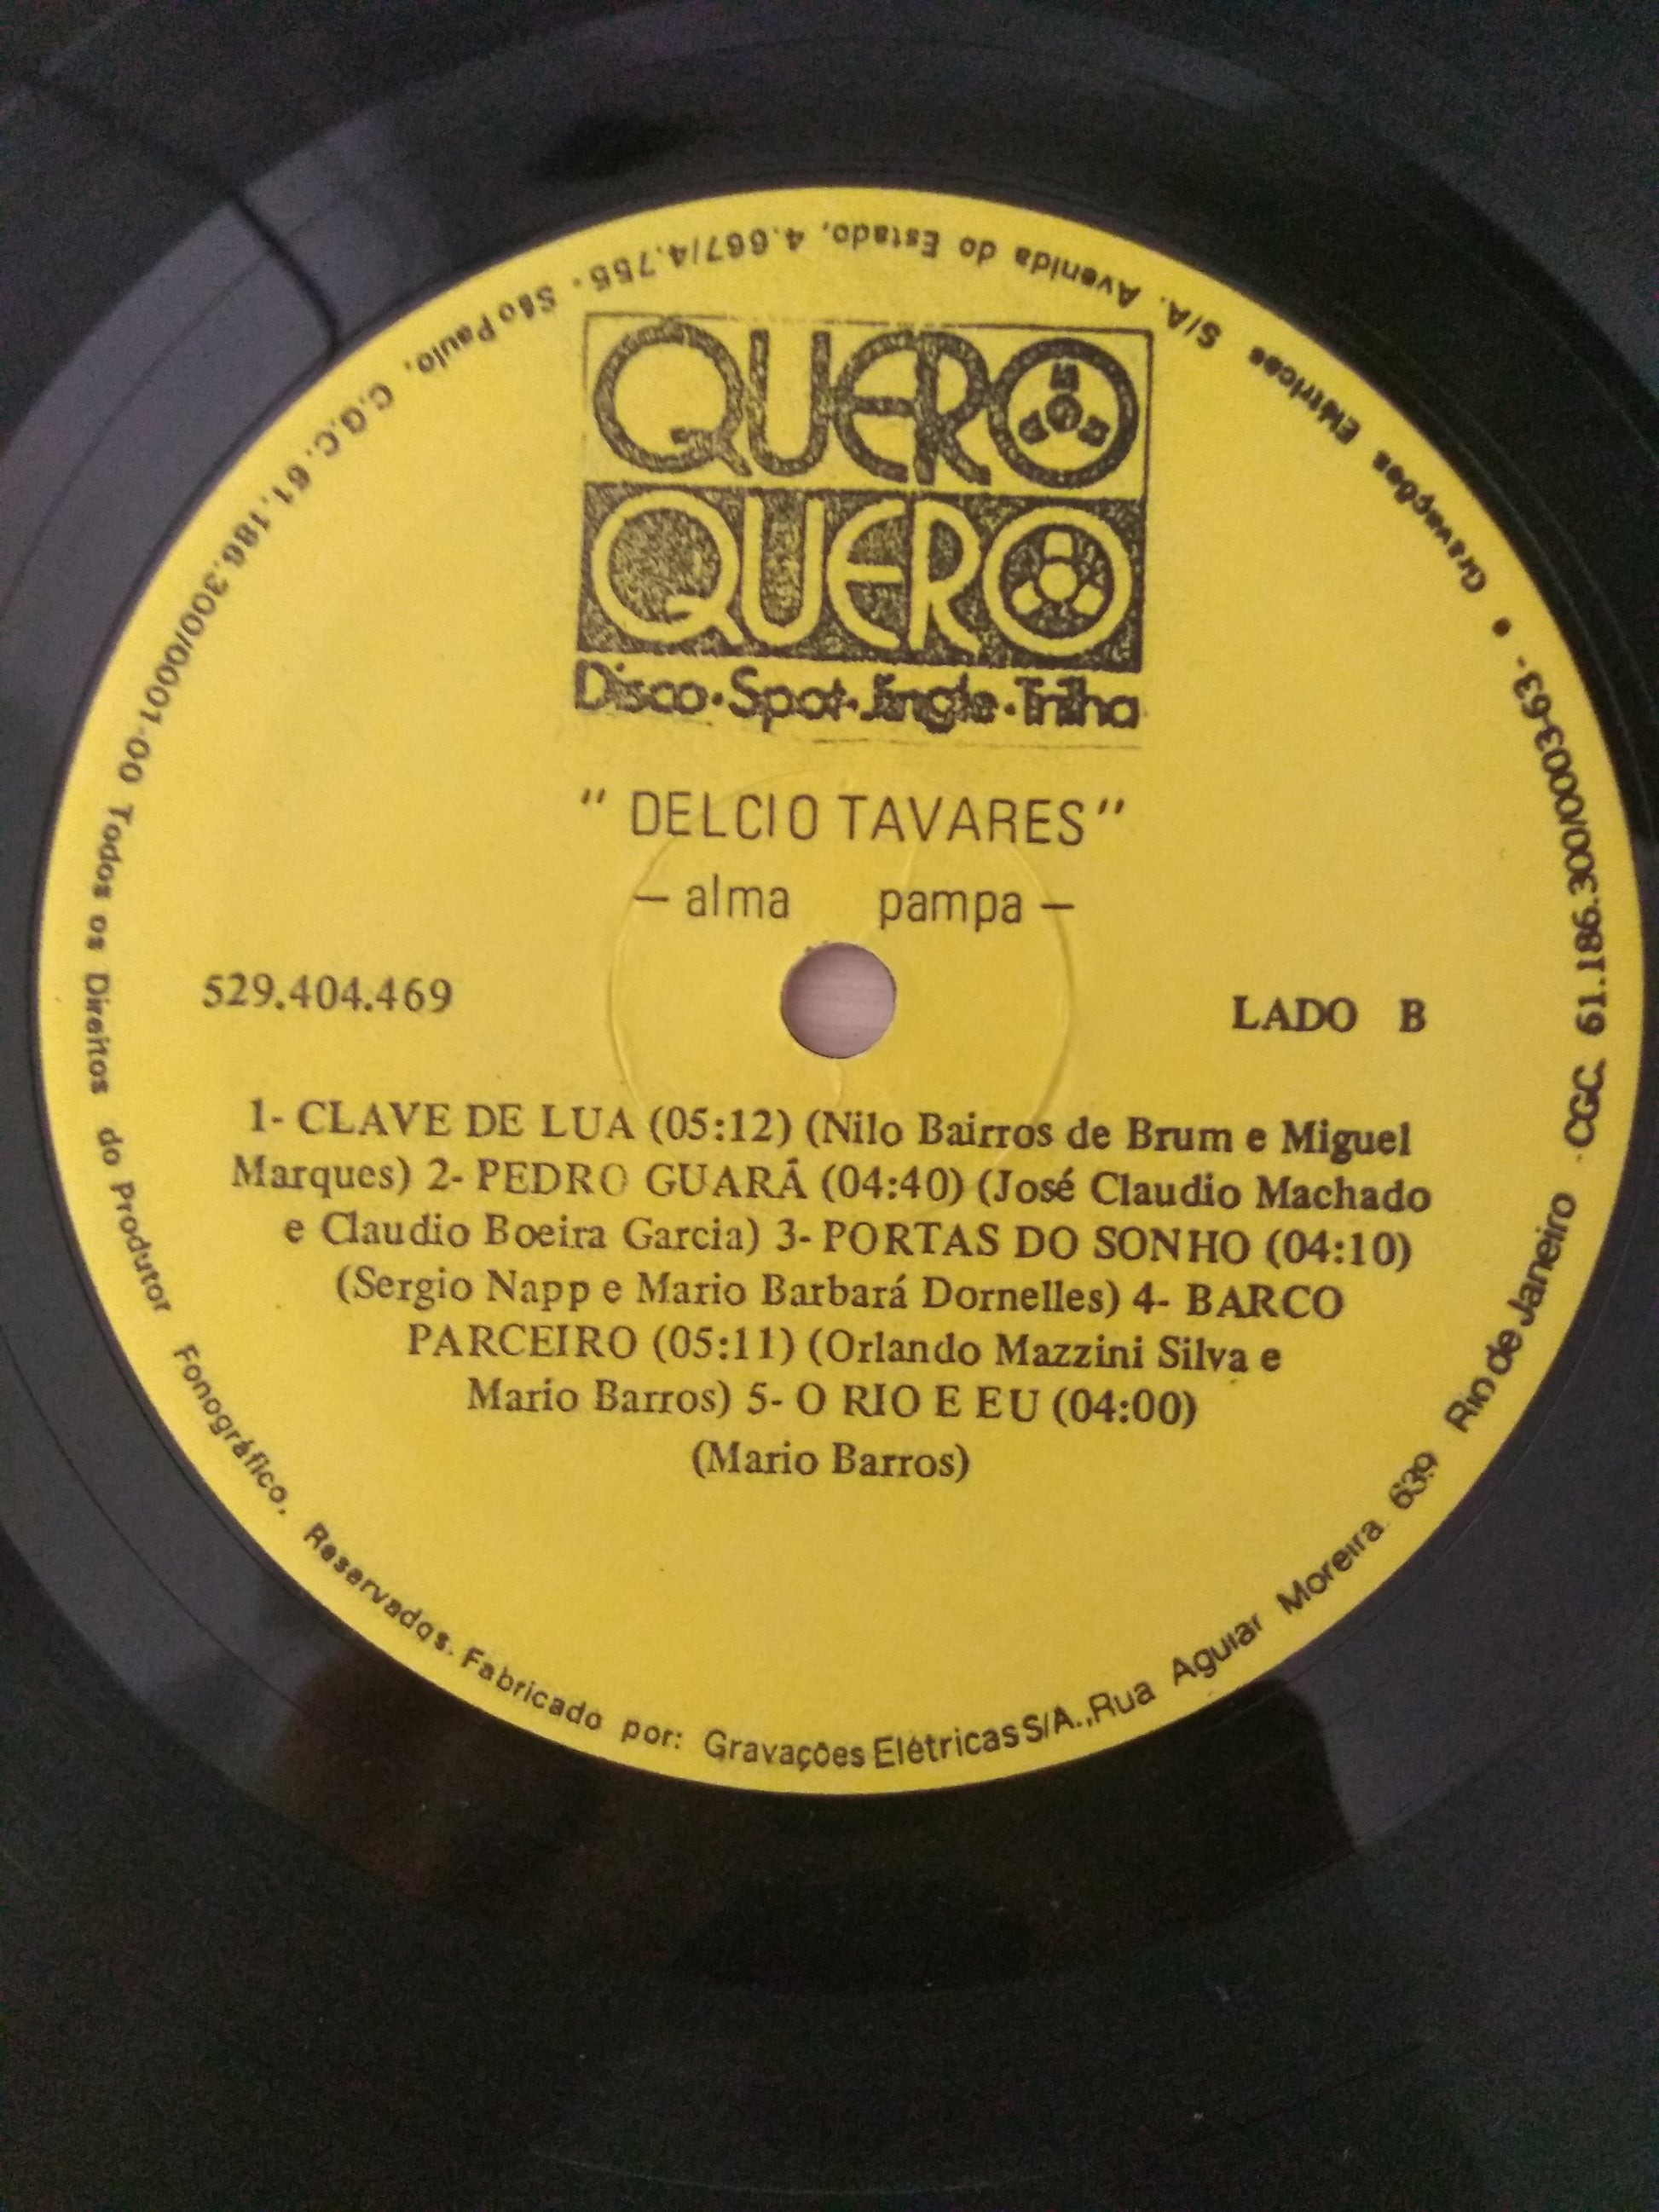 QUERO
QUERO
Disco·Spot·Jingle·Trilha
" DELCIO TAVARES"
— alma pampa —
529.404.469
LADO B
1- CLAVE DE LUA (05:12) (Nilo Bairros de Brum e Miguel
Marques) 2- PEDRO GUARÁ (04:40) (José Claudio Machado
e Claudio Boeira Garcia) 3- PORTAS DO SONHO (04:10)
(Sergio Napp e Mario Barbará Dornelles) 4- BARCO
PARCEIRO (05:11) (Orlando Mazzini Silva e
Mario Barros) 5- O RIO E EU (04:00)
(Mario Barros)
Gravações Elétricas S/A. Avenida do Estado, 4.667/4.755 - São Paulo, C.G.C. 61.186.300/0001-00 Todos os Direitos do Produtor Fonográfico. Reservados. Fabricado por: Gravações Elétricas S/A., Rua Aguiar Moreira 639 Rio de Janeiro CGC. 61.186.300/0003-63- •